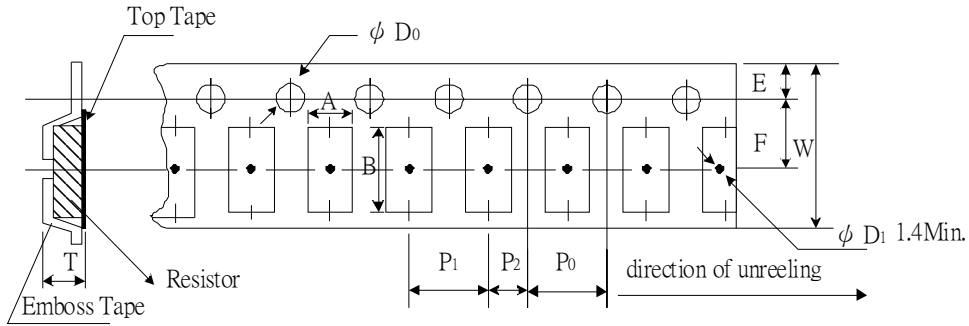 Top Tape
ϕ D0
E
A
F
W
B
ϕ D1 1.4Min.
T
P1
P2
P0
direction of unreeling
Resistor
Emboss Tape